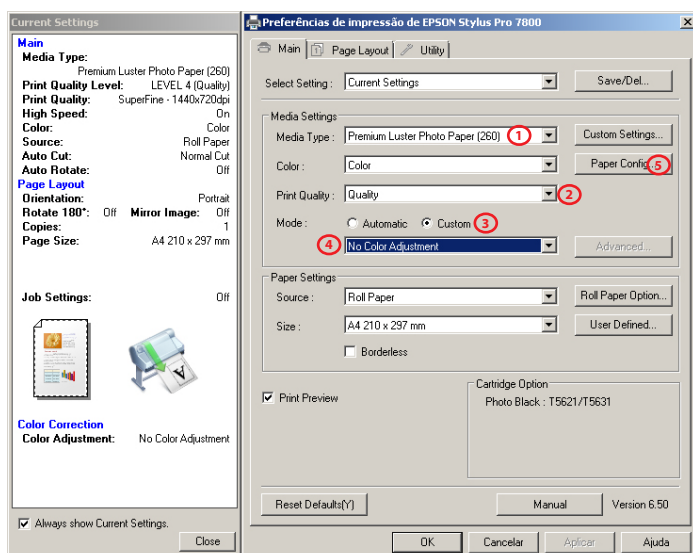 Current Settings
Main
Media Type:
Premium Luster Photo Paper (260)
Print Quality Level: LEVEL 4 (Quality)
Print Quality: SuperFine - 1440x720dpi
High Speed: On
Color: Color
Source: Roll Paper
Auto Cut: Normal Cut
Auto Rotate: Off
Page Layout
Orientation: Portrait
Rotate 180°: Off Mirror Image: Off
Copies: 1
Page Size: A4 210 x 297 mm
Job Settings: Off
A
Color Correction
Color Adjustment: No Color Adjustment
Always show Current Settings.
Close
Preferências de impressão de EPSON Stylus Pro 7800
Main Page Layout Utility
Select Setting : Current Settings Save/Del...
Media Settings
Media Type : Premium Luster Photo Paper (260) 1 Custom Settings...
Color : Color Paper Config... 5
Print Quality : Quality 2
Mode : Automatic Custom 3
4 No Color Adjustment Advanced...
Paper Settings
Source : Roll Paper Roll Paper Option...
Size : A4 210 x 297 mm User Defined...
Borderless
Print Preview
Cartridge Option
Photo Black : T5621/T5631
Reset Defaults(Y) Manual Version 6.50
OK Cancelar Aplicar Ajuda